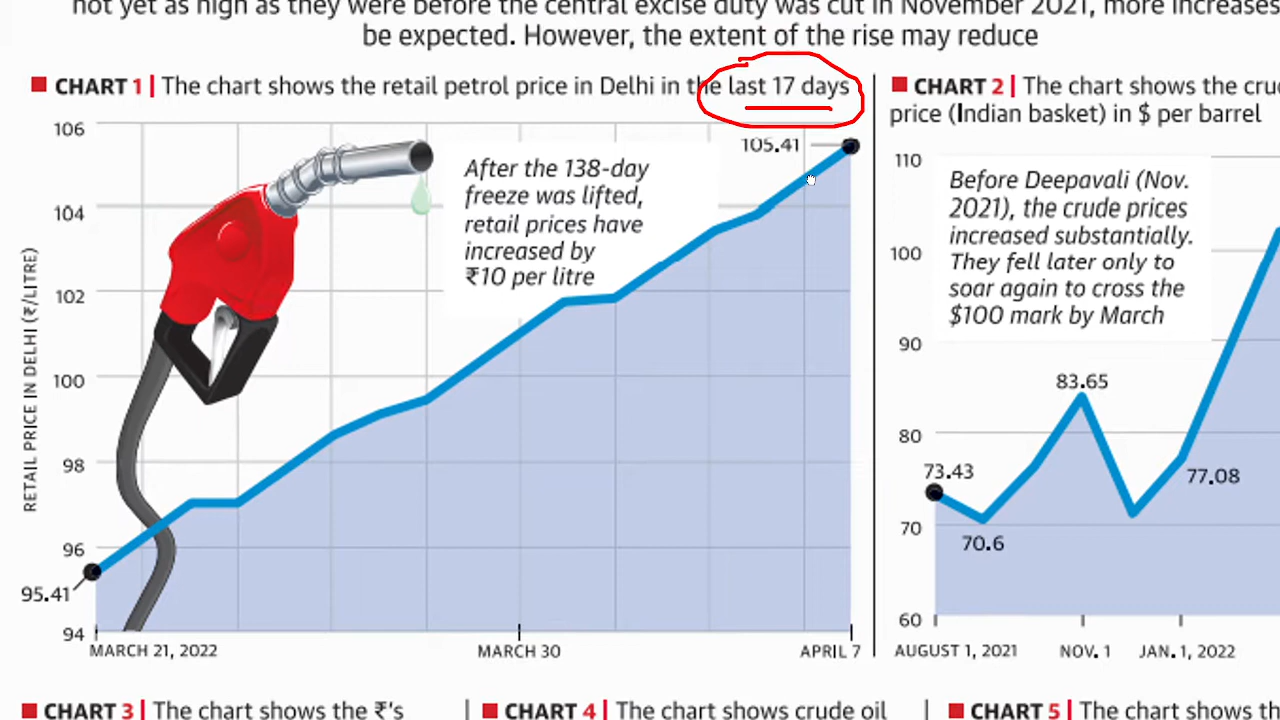 not yet as high as they were before the central excise duty was cut in November 2021, more increases
be expected. However, the extent of the rise may reduce
CHART 1 | The chart shows the retail petrol price in Delhi in the last 17 days
106
104
102
100
98
96
94
RETAIL PRICE IN DELHI (₹/LITRE)
After the 138-day
freeze was lifted,
retail prices have
increased by
₹10 per litre
105.41
95.41
MARCH 21, 2022
MARCH 30
APRIL 7
CHART 2 | The chart shows the cru
price (Indian basket) in $ per barrel
110
100
90
80
70
60
Before Deepavali (Nov.
2021), the crude prices
increased substantially.
They fell later only to
soar again to cross the
$100 mark by March
83.65
73.43
77.08
70.6
AUGUST 1, 2021
NOV. 1
JAN. 1, 2022
CHART 3 | The chart shows the ₹'s
CHART 4 | The chart shows crude oil
CHART 5 | The chart shows th